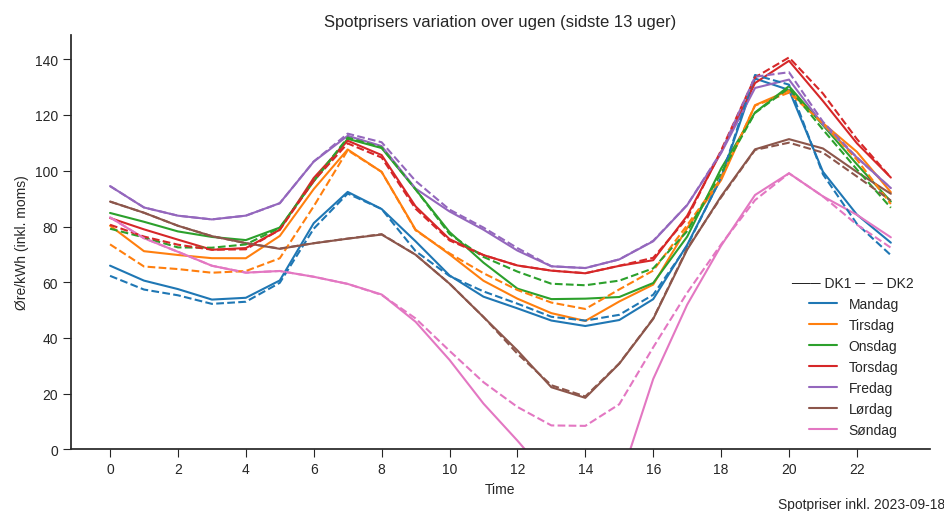 Spotprisers variation over ugen (sidste 13 uger)
Øre/kWh (inkl. moms)
140
120
100
80
60
40
20
0
0 2 4 6 8 10 12 14 16 18 20 22
Time
DK1 DK2
Mandag
Tirsdag
Onsdag
Torsdag
Fredag
Lørdag
Søndag
Spotpriser inkl. 2023-09-18